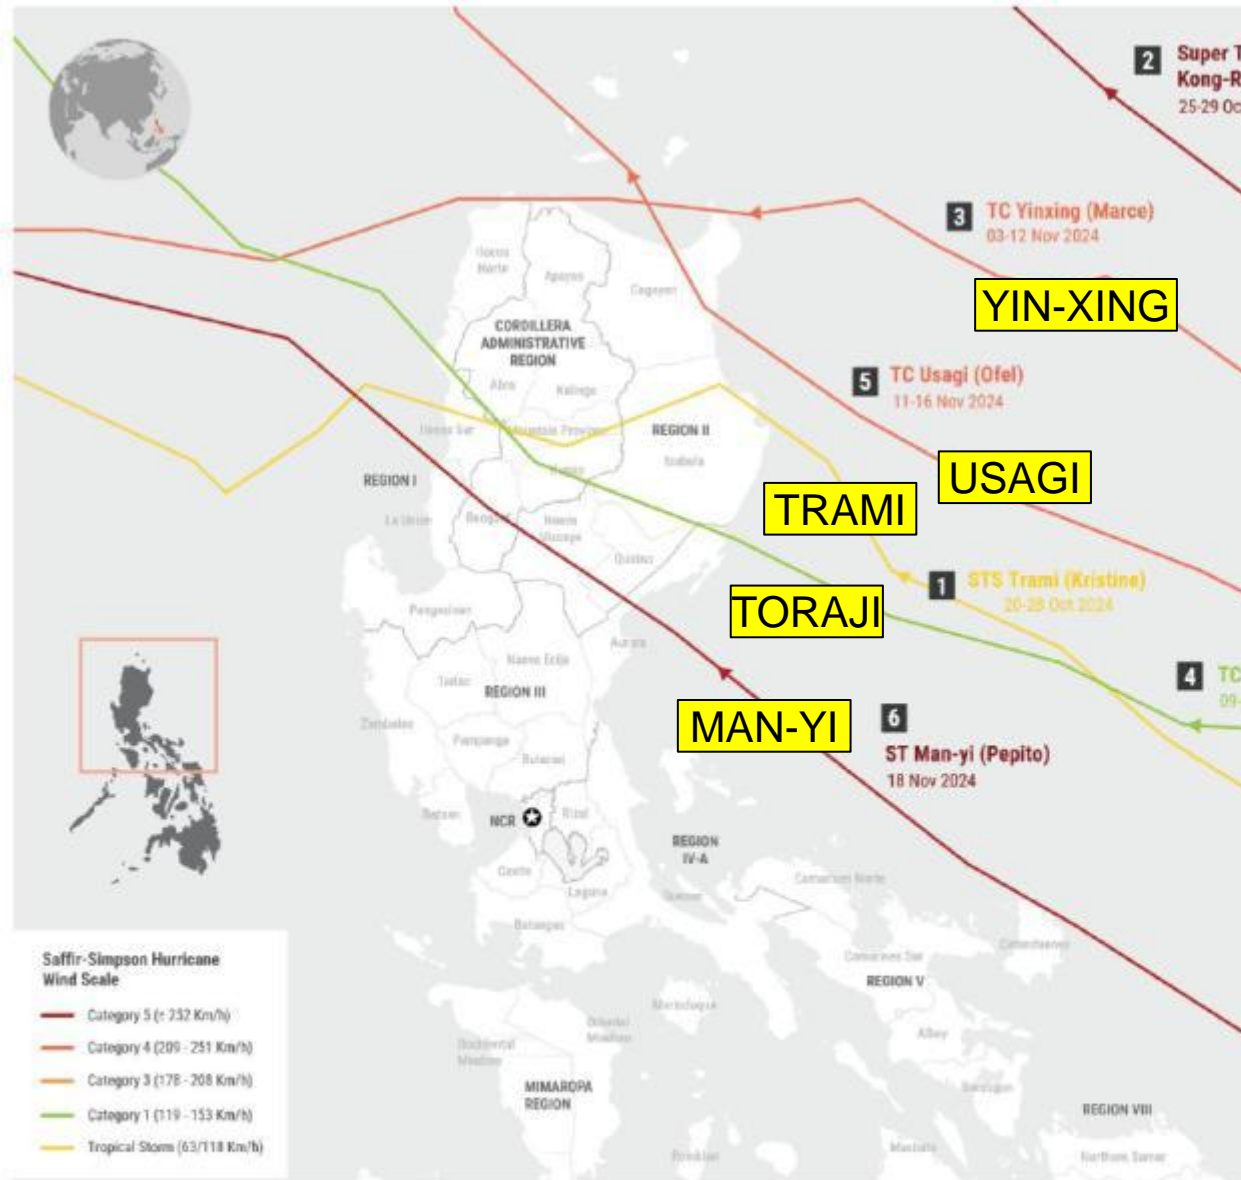 2
Super T
Kong-R
25-29 Oc
3
TC Yinxing (Marce)
03-12 Nov 2024
YIN-XING
Ilocos
Norte
Apayao
Cagayan
CORDILLERA
ADMINISTRATIVE
REGION
Abra
Kalinga
5
TC Usagi (Ofel)
11-16 Nov 2024
Ilocos Sur
Mountain Province
REGION II
Isabela
REGION I
USAGI
TRAMI
La Union
Benguet
Nueva
Vizcaya
Quirino
1
STS Trami (Kristine)
20-28 Oct 2024
TORAJI
Pangasinan
Aurora
Nueva Ecija
Tarlac
REGION III
4
TC
09-
Zambales
MAN-YI
6
ST Man-yi (Pepito)
18 Nov 2024
Pampanga
Bulacan
Bataan
NCR
Rizal
REGION
IV-A
Cavite
Laguna
Quezon
Camarines Norte
Batangas
Catanduanes
Camarines Sur
REGION V
Saffir-Simpson Hurricane
Wind Scale
Category 5 (≥ 252 Km/h)
Category 4 (209 - 251 Km/h)
Category 3 (178 - 208 Km/h)
Category 1 (119 - 153 Km/h)
Tropical Storm (63/118 Km/h)
Marinduque
Oriental
Mindoro
Occidental
Mindoro
Albay
Sorsogon
MIMAROPA
REGION
REGION VIII
Romblon
Masbate
Northern Samar